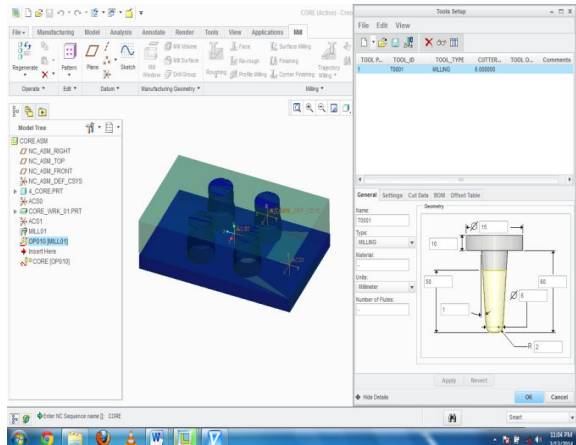 CORE (Active) - Creo
File Manufacturing Model Analysis Annotate Render Tools View Applications Mill
Regenerate
Pattern
Plane
Sketch
Mill Window
Mill Volume
Mill Surface
Drill Group
Roughing
Face
Re-rough
Profile Milling
Surface Milling
Finishing
Corner Finishing
Trajectory Milling
Operate Edit Datum Manufacturing Geometry Milling
Model Tree
CORE.ASM
NC_ASM_RIGHT
NC_ASM_TOP
NC_ASM_FRONT
NC_ASM_DEF_CSYS
4_CORE.PRT
ACS0
CORE_WRK_01.PRT
ACS1
MILL01
OP010 [MILL01]
Insert Here
CORE [OP010]
ACS1
Tools Setup
File Edit View
TOOL P... TOOL_ID TOOL_TYPE CUTTER... TOOL O... Comments
1 T0001 MILLING 6.000000
General Settings Cut Data BOM Offset Table
Name:
T0001
Type:
MILLING
Material:
-
Units:
Millimeter
Number of Flutes:
-
Geometry
Ø 15
10
50
60
Ø 6
1
R 2
Apply Revert
Hide Details
OK Cancel
Enter NC Sequence name []: CORE
Smart
11:04 PM